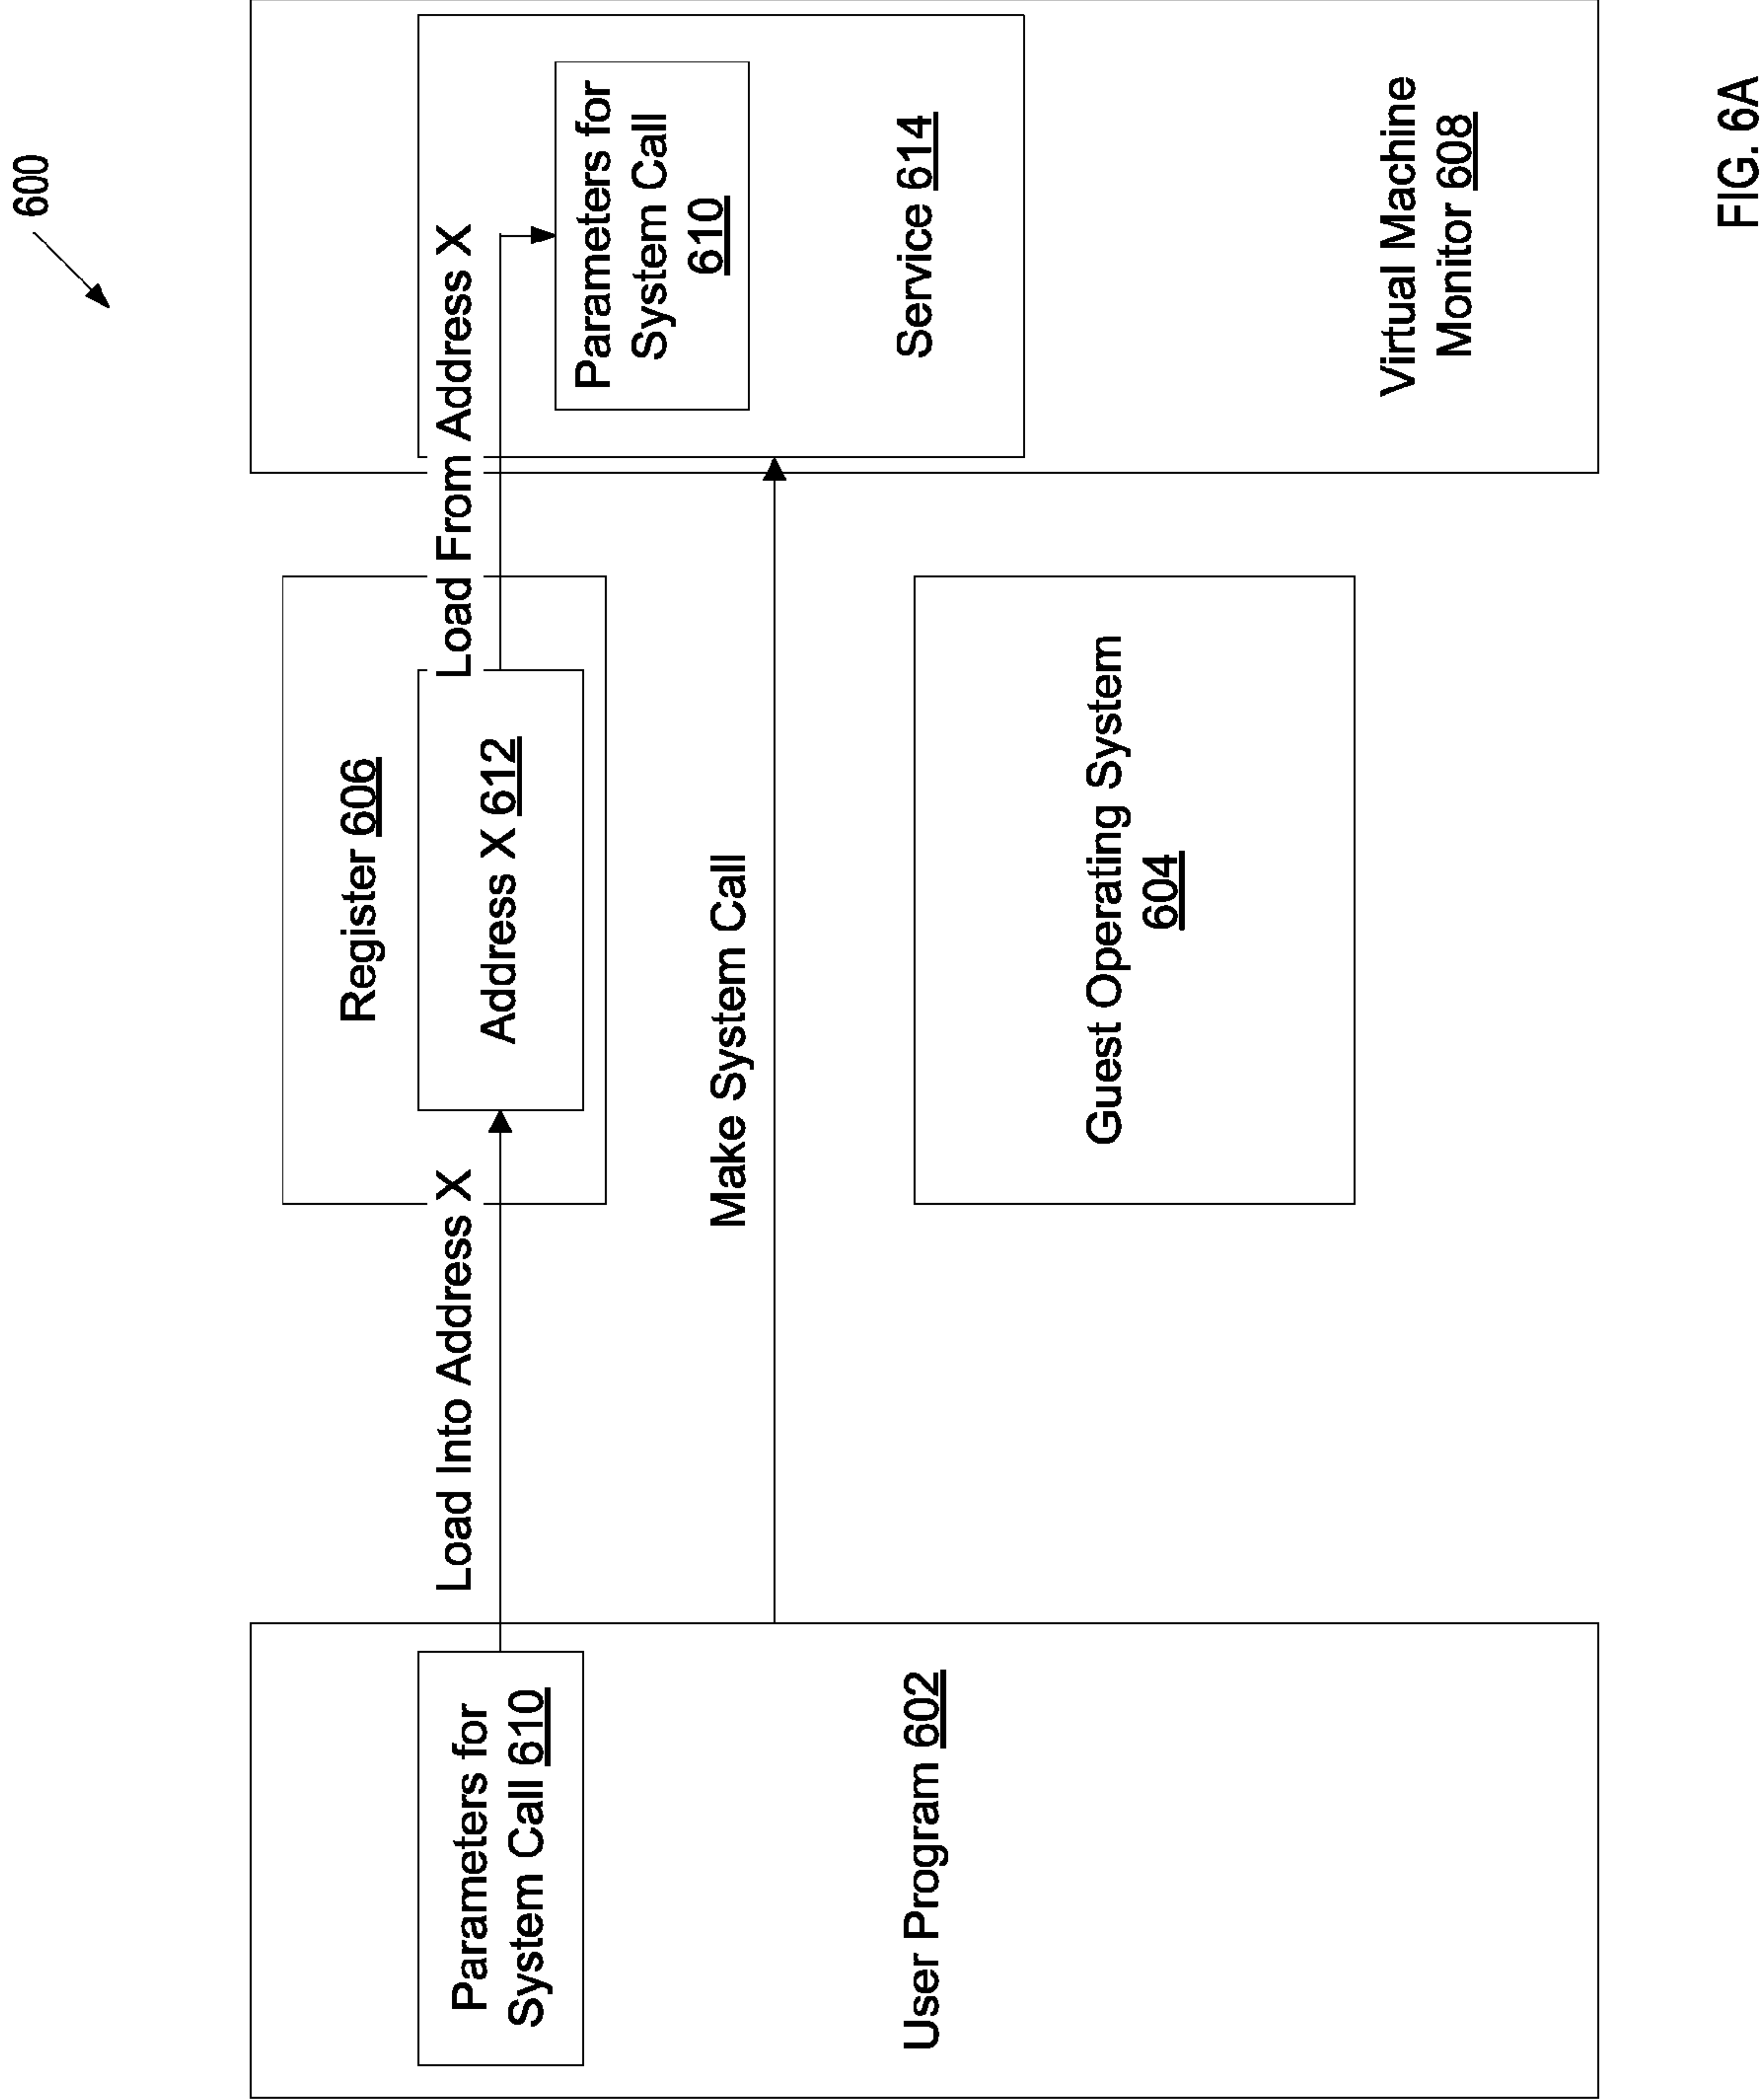 600
Register 606
Load Into Address X
Load From Address X
Parameters for
System Call 610
Address X 612
Parameters for
System Call
610
Make System Call
User Program 602
Service 614
Guest Operating System
604
Virtual Machine
Monitor 608
FIG. 6A